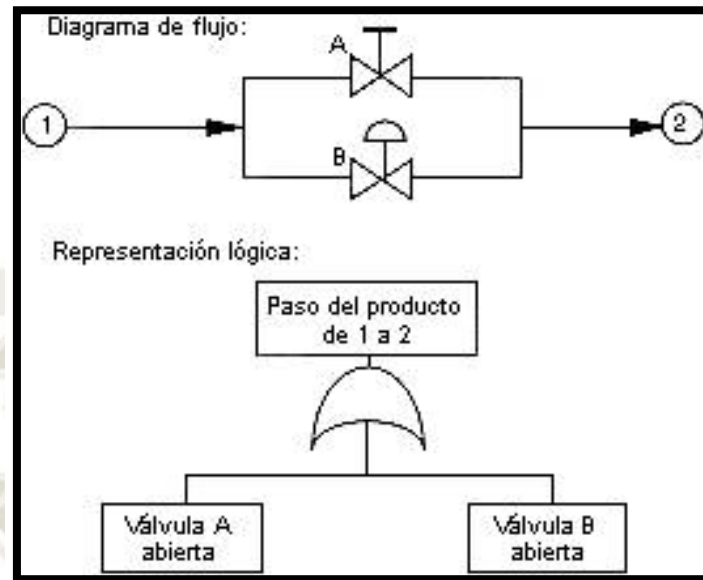 Diagrama de flujo:
A
1
2
B
Representación lógica:
Paso del producto
de 1 a 2
Válvula A
abierta
Válvula B
abierta